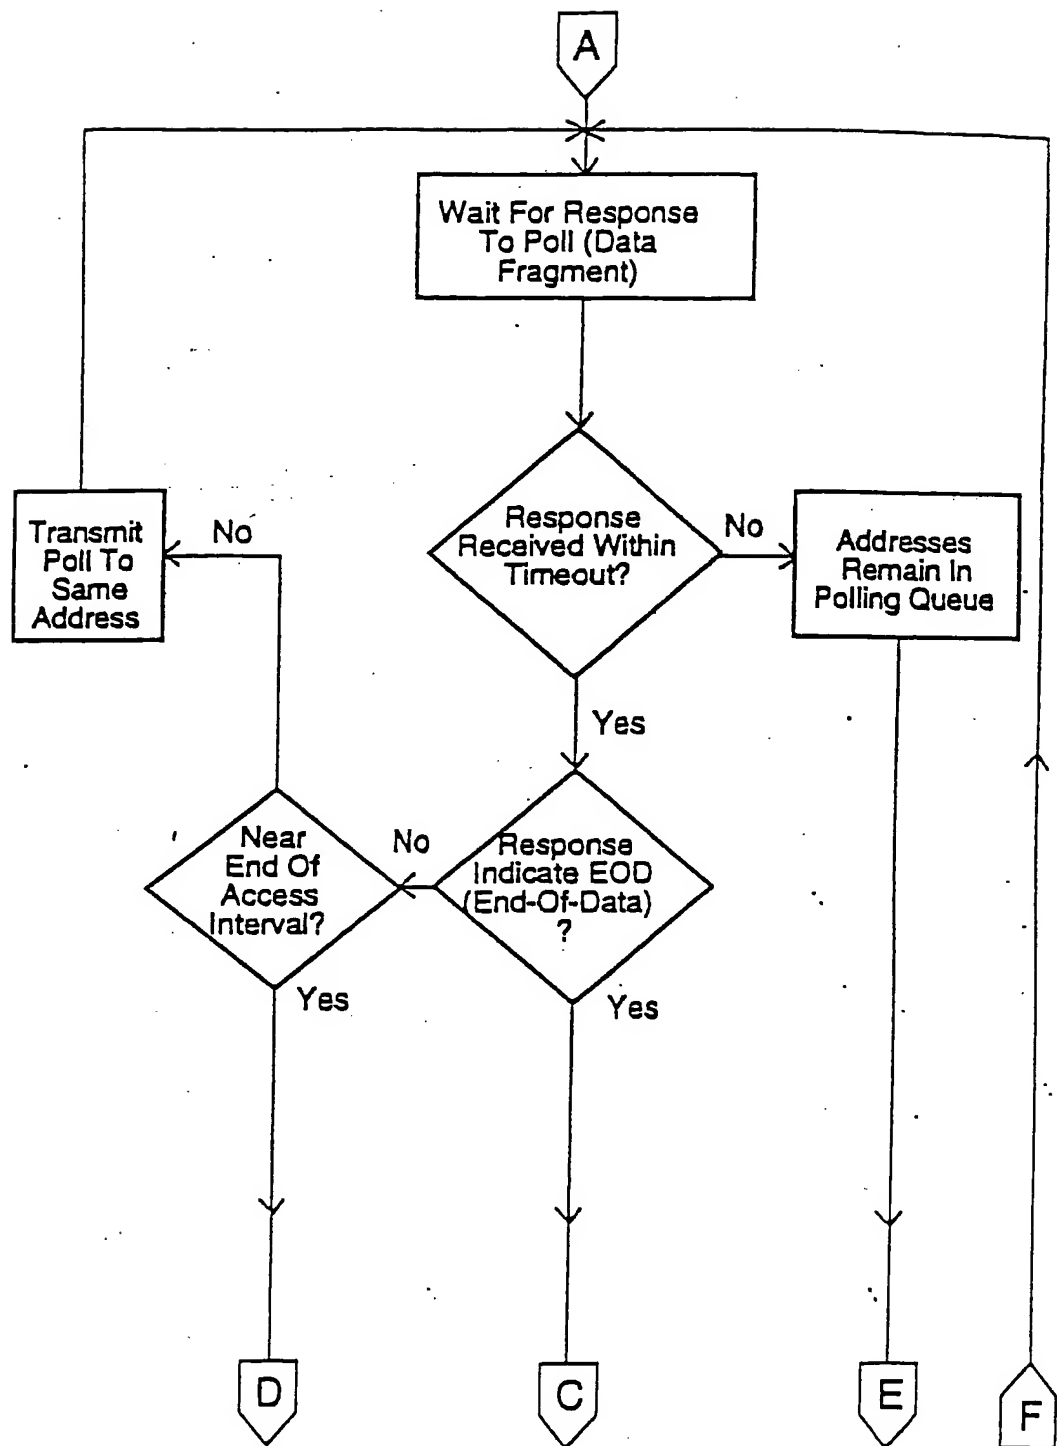 A
Wait For Response
To Poll (Data
Fragment)
Response
Received Within
Timeout?
No
Addresses
Remain In
Polling Queue
Transmit
Poll To
Same
Address
No
Yes
Near
End Of
Access
Interval?
No
Response
Indicate EOD
(End-Of-Data)
?
Yes
Yes
D
C
E
F